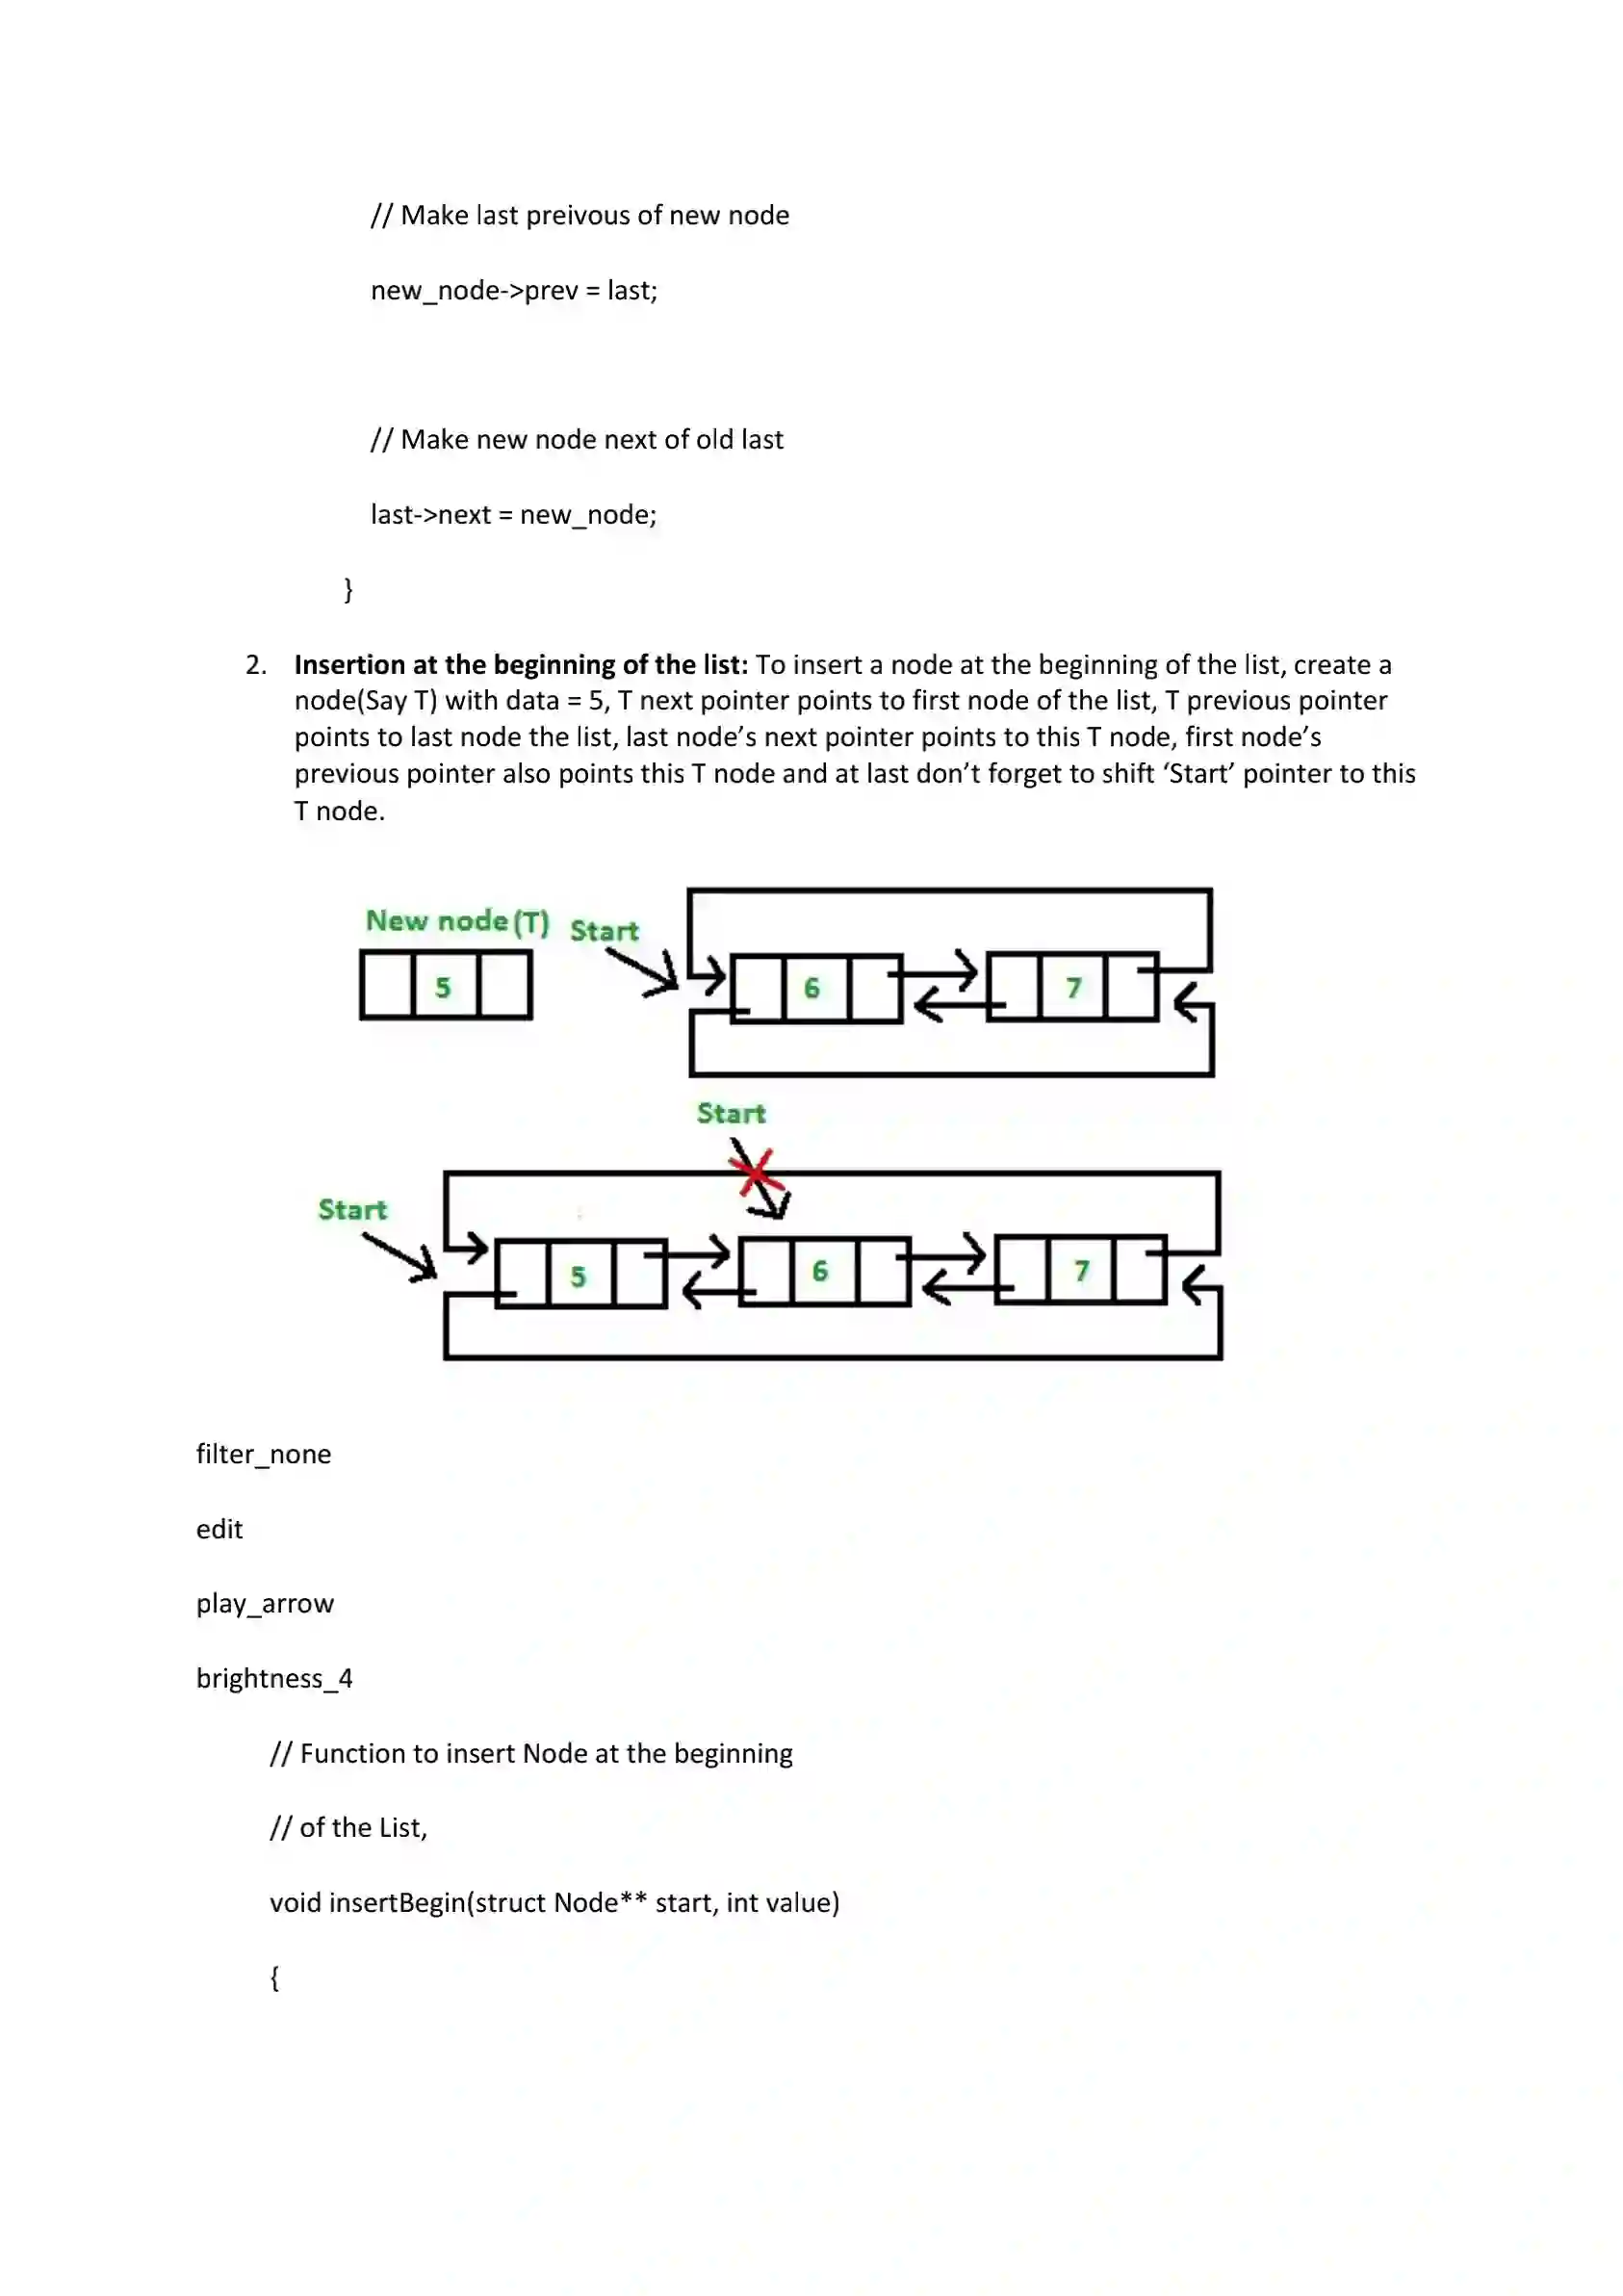 // Make last preivous of new node
new_node->prev = last;
// Make new node next of old last
last->next = new_node;
}
2. Insertion at the beginning of the list: To insert a node at the beginning of the list, create a
node(Say T) with data = 5, T next pointer points to first node of the list, T previous pointer
points to last node the list, last node’s next pointer points to this T node, first node’s
previous pointer also points this T node and at last don’t forget to shift ‘Start’ pointer to this
T node.
New node(T) Start
5 6 7
Start
Start
5 6 7
filter_none
edit
play_arrow
brightness_4
// Function to insert Node at the beginning
// of the List,
void insertBegin(struct Node** start, int value)
{